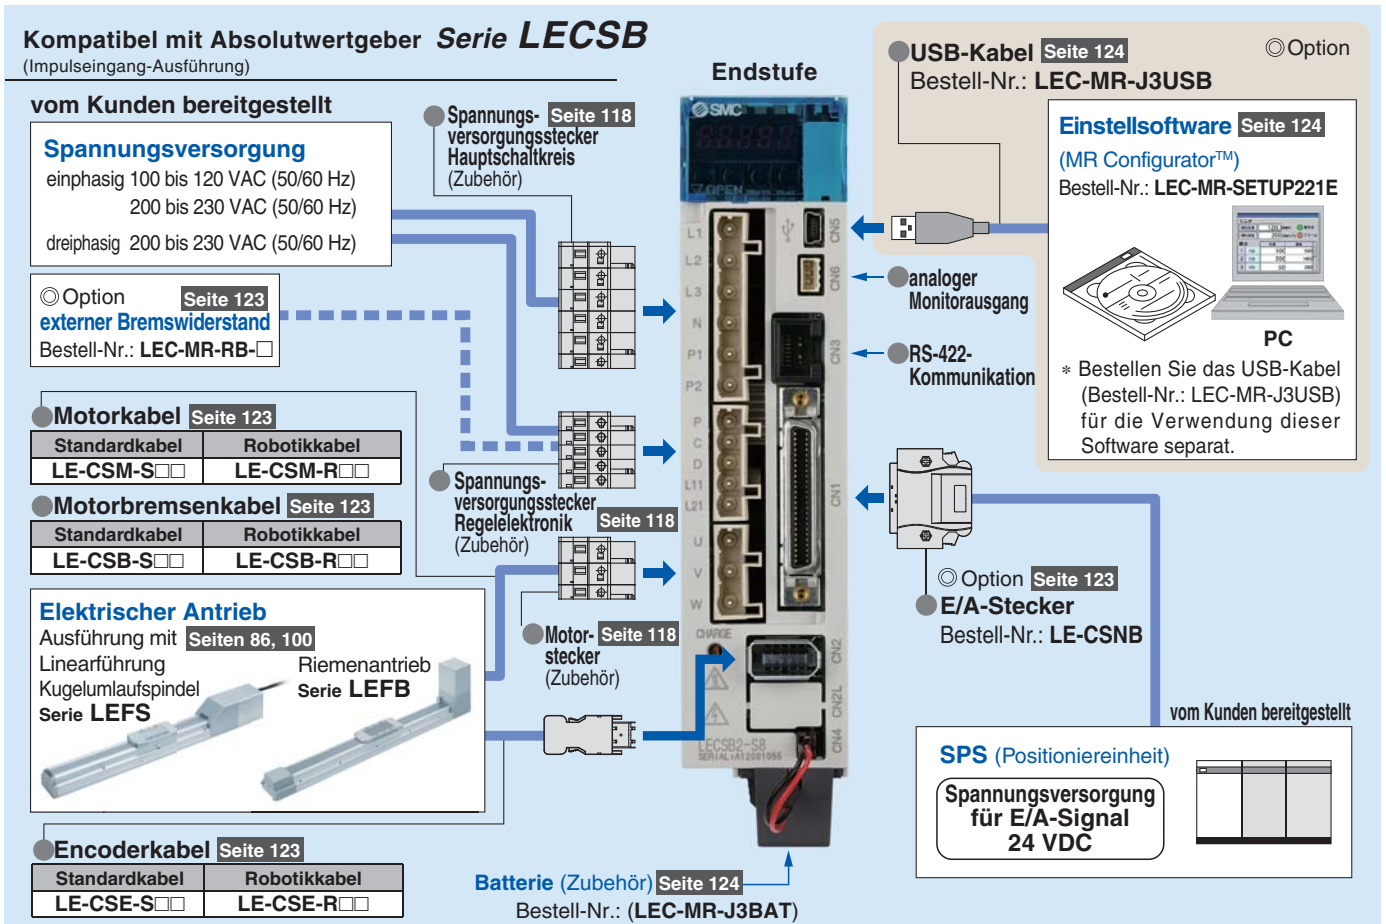 Kompatibel mit Absolutwertgeber Serie LECSB
(Impulseingang-Ausführung)
vom Kunden bereitgestellt
Spannungsversorgung
einphasig 100 bis 120 VAC (50/60 Hz)
200 bis 230 VAC (50/60 Hz)
dreiphasig 200 bis 230 VAC (50/60 Hz)
◎Option Seite 123
externer Bremswiderstand
Bestell-Nr.: LEC-MR-RB-□
●Motorkabel Seite 123
Standardkabel Robotikkabel
LE-CSM-S□□ LE-CSM-R□□
●Motorbremsenkabel Seite 123
Standardkabel Robotikkabel
LE-CSB-S□□ LE-CSB-R□□
Elektrischer Antrieb
Ausführung mit Seiten 86, 100
Linearführung
Kugelumlaufspindel
Serie LEFS
Riemenantrieb
Serie LEFB
●Encoderkabel Seite 123
Standardkabel Robotikkabel
LE-CSE-S□□ LE-CSE-R□□
●Spannungs- Seite 118
versorgungsstecker
Hauptschaltkreis
(Zubehör)
●Spannungs-
versorgungsstecker
Regelelektronik Seite 118
(Zubehör)
●Motor- Seite 118
stecker
(Zubehör)
Batterie (Zubehör) Seite 124
Bestell-Nr.: (LEC-MR-J3BAT)
Endstufe
SMC
OPEN
L1
L2
L3
N
P1
P2
P
C
D
L11
L21
U
V
W
CHARGE
CN5
CN6
CN3
CN1
CN2
CN2L
CN4
LECSB2-S8
SERIAL:A12001056
●USB-Kabel Seite 124
Bestell-Nr.: LEC-MR-J3USB
◎Option
Einstellsoftware Seite 124
(MR Configurator™)
Bestell-Nr.: LEC-MR-SETUP221E
PC
* Bestellen Sie das USB-Kabel
(Bestell-Nr.: LEC-MR-J3USB)
für die Verwendung dieser
Software separat.
●analoger
Monitorausgang
●RS-422-
Kommunikation
◎Option Seite 123
●E/A-Stecker
Bestell-Nr.: LE-CSNB
vom Kunden bereitgestellt
SPS (Positioniereinheit)
Spannungsversorgung
für E/A-Signal
24 VDC